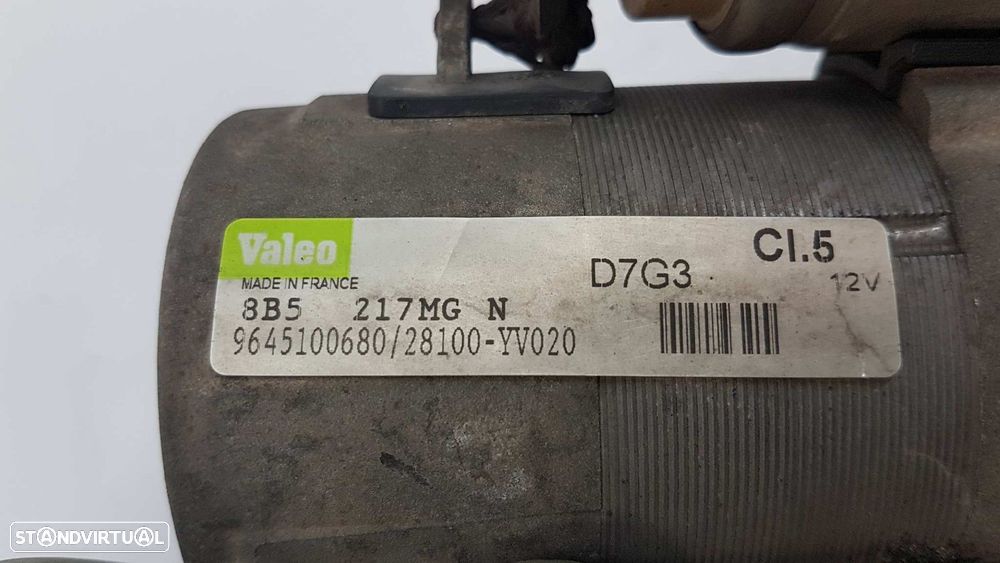 Valeo
MADE IN FRANCE
D7G3
Cl.5
12V
8B5 217MG N
9645100680/28100-YV020
STANDVIRTUAL